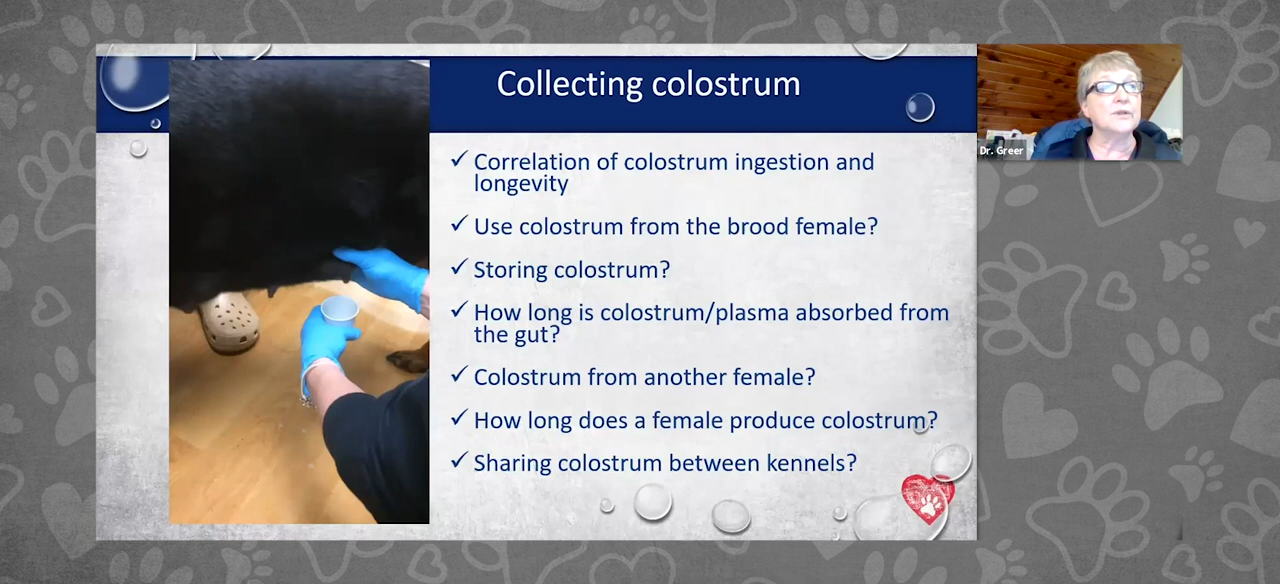 Collecting colostrum
✓ Correlation of colostrum ingestion and
longevity
✓ Use colostrum from the brood female?
✓ Storing colostrum?
✓ How long is colostrum/plasma absorbed from
the gut?
✓ Colostrum from another female?
✓ How long does a female produce colostrum?
✓ Sharing colostrum between kennels?
Dr. Greer